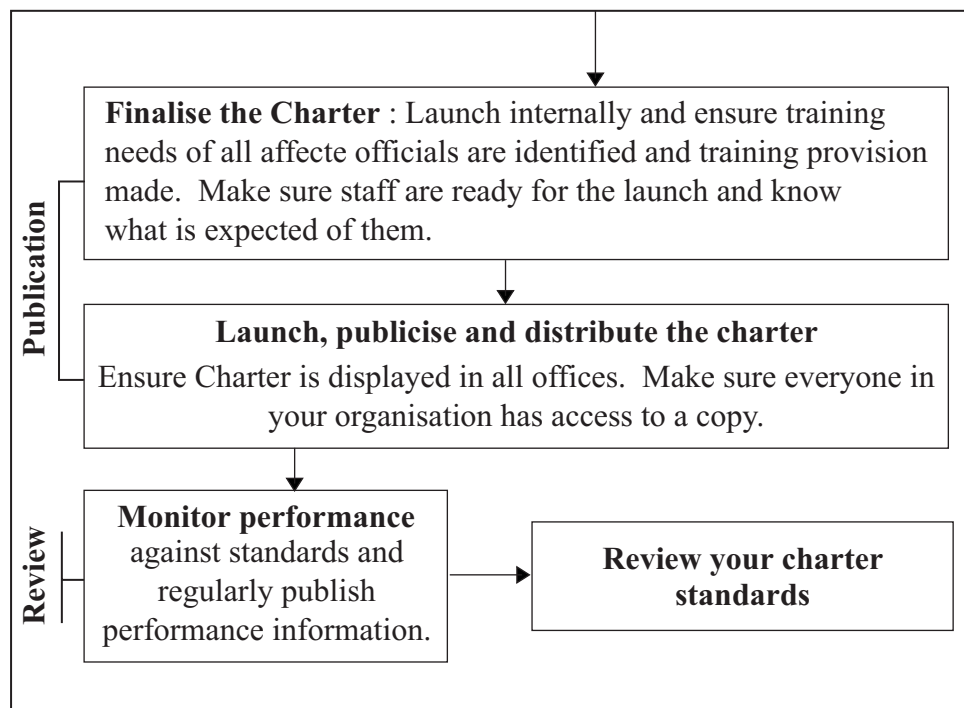 Publication
Finalise the Charter : Launch internally and ensure training
needs of all affecte officials are identified and training provision
made.  Make sure staff are ready for the launch and know
what is expected of them.
Launch, publicise and distribute the charter
Ensure Charter is displayed in all offices.  Make sure everyone in
your organisation has access to a copy.
Review
Monitor performance
against standards and
regularly publish
performance information.
Review your charter
standards